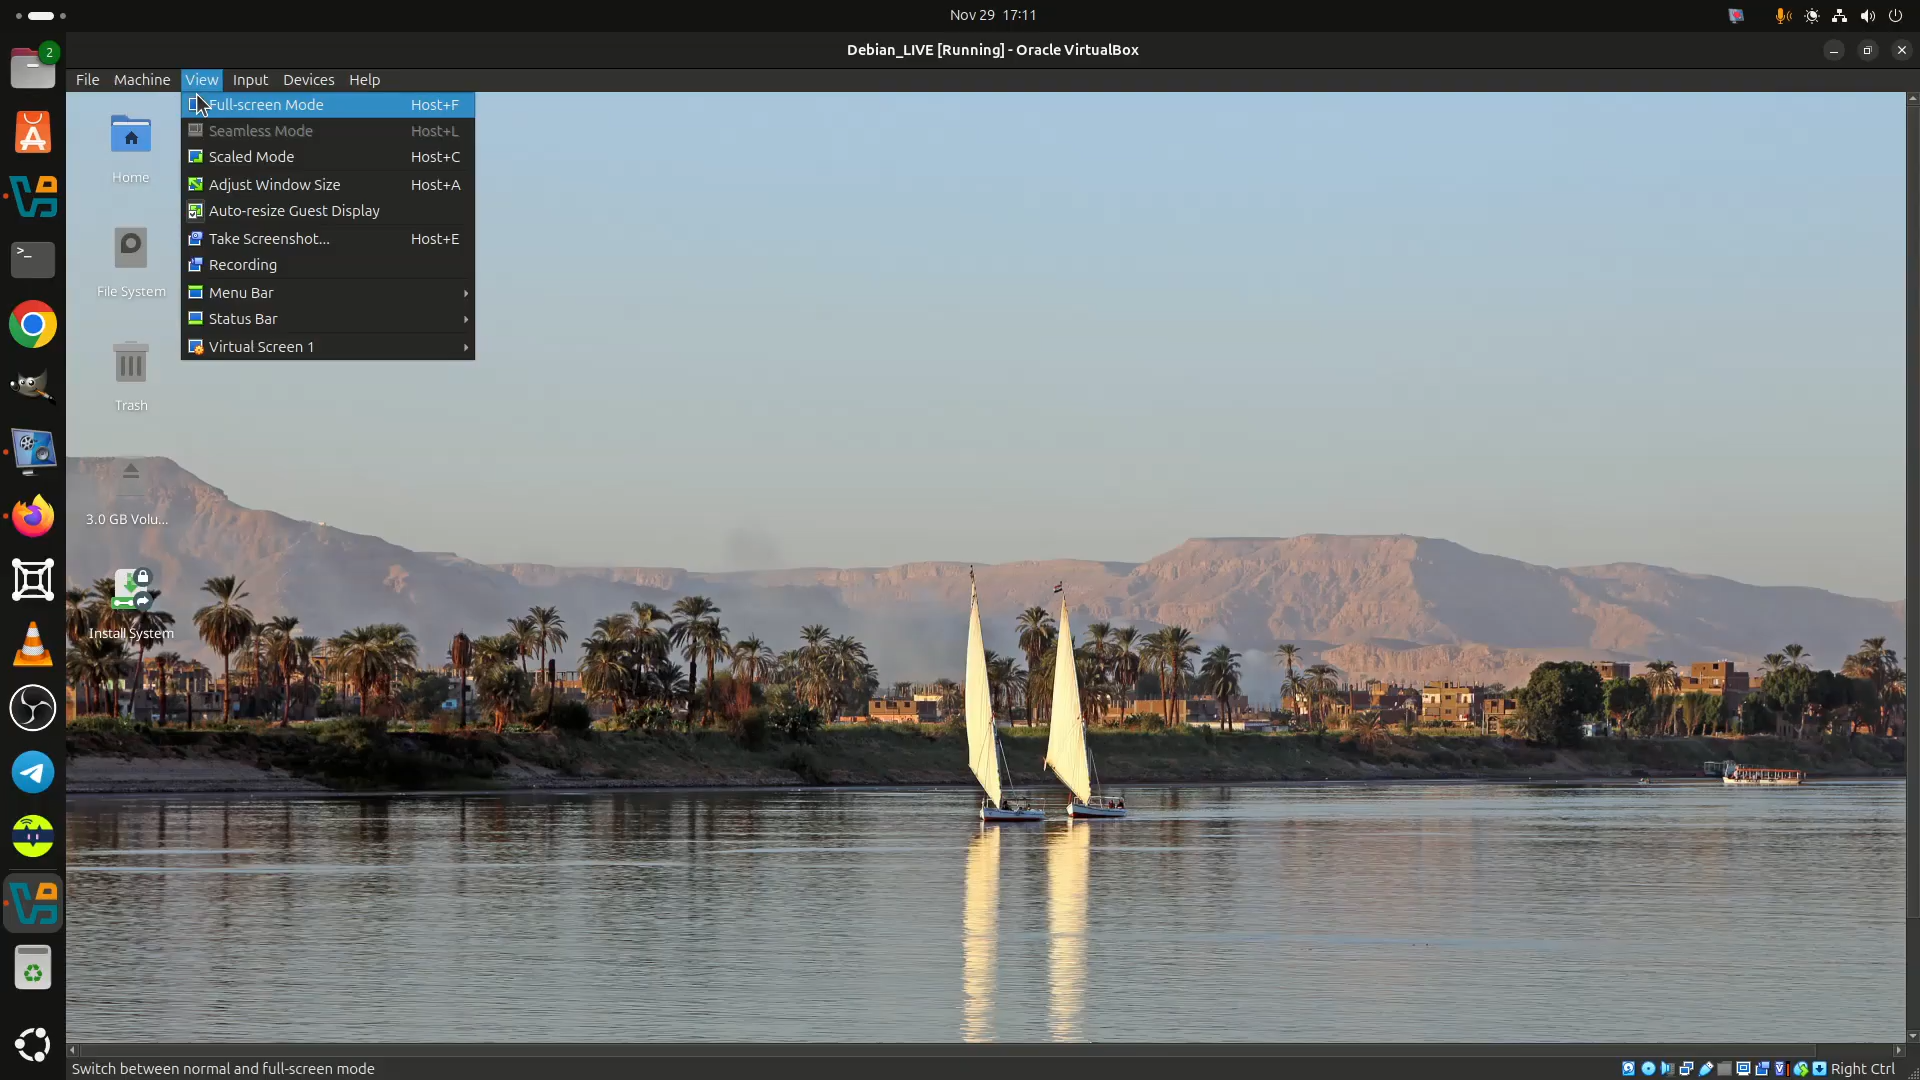 Nov 29 17:11
2
Debian_LIVE [Running] - Oracle VirtualBox
File Machine View Input Devices Help
Full-screen Mode Host+F
Seamless Mode Host+L
Scaled Mode Host+C
Adjust Window Size Host+A
Auto-resize Guest Display
Take Screenshot... Host+E
Recording
Menu Bar
Status Bar
Virtual Screen 1
Home
File System
Trash
3.0 GB Volu...
Install System
Switch between normal and full-screen mode
Right Ctrl